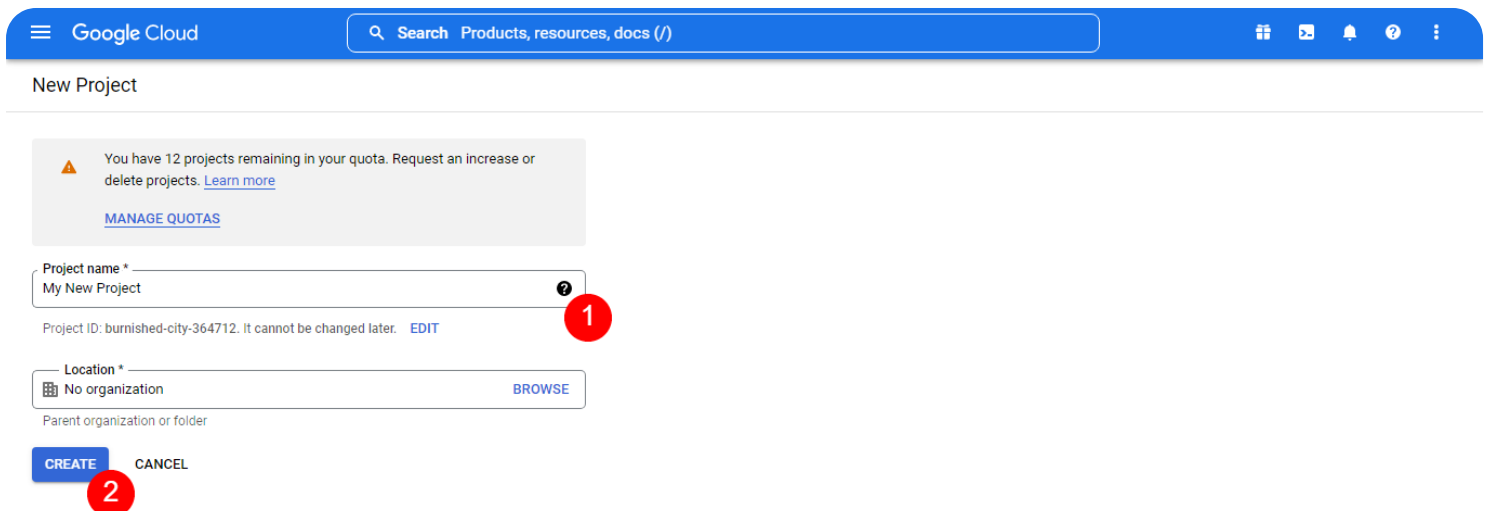 Google Cloud
Search Products, resources, docs (/)
New Project
You have 12 projects remaining in your quota. Request an increase or
delete projects. Learn more
MANAGE QUOTAS
Project name *
My New Project
1
Project ID: burnished-city-364712. It cannot be changed later. EDIT
Location *
No organization BROWSE
Parent organization or folder
CREATE CANCEL
2